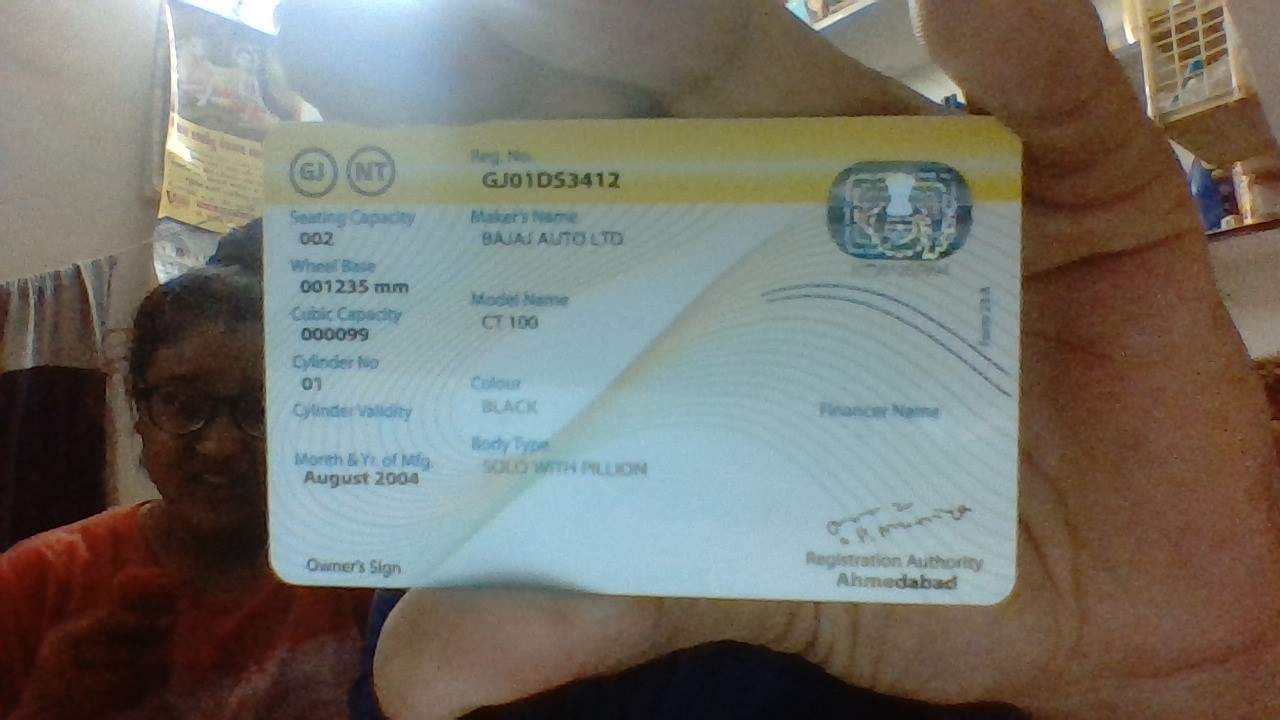 GJ NT
Reg. No.
GJ01DS3412
Seating Capacity
002
Maker's Name
BAJAJ AUTO LTD
Wheel Base
001235 mm
Model Name
CT 100
Cubic Capacity
000099
Cylinder No
01
Colour
BLACK
Cylinder Validity
Financer Name
Body Type
SOLO WITH PILLION
Month & Yr. of Mfg.
August 2004
Form 23 A
Owner's Sign
Registration Authority
Ahmedabad